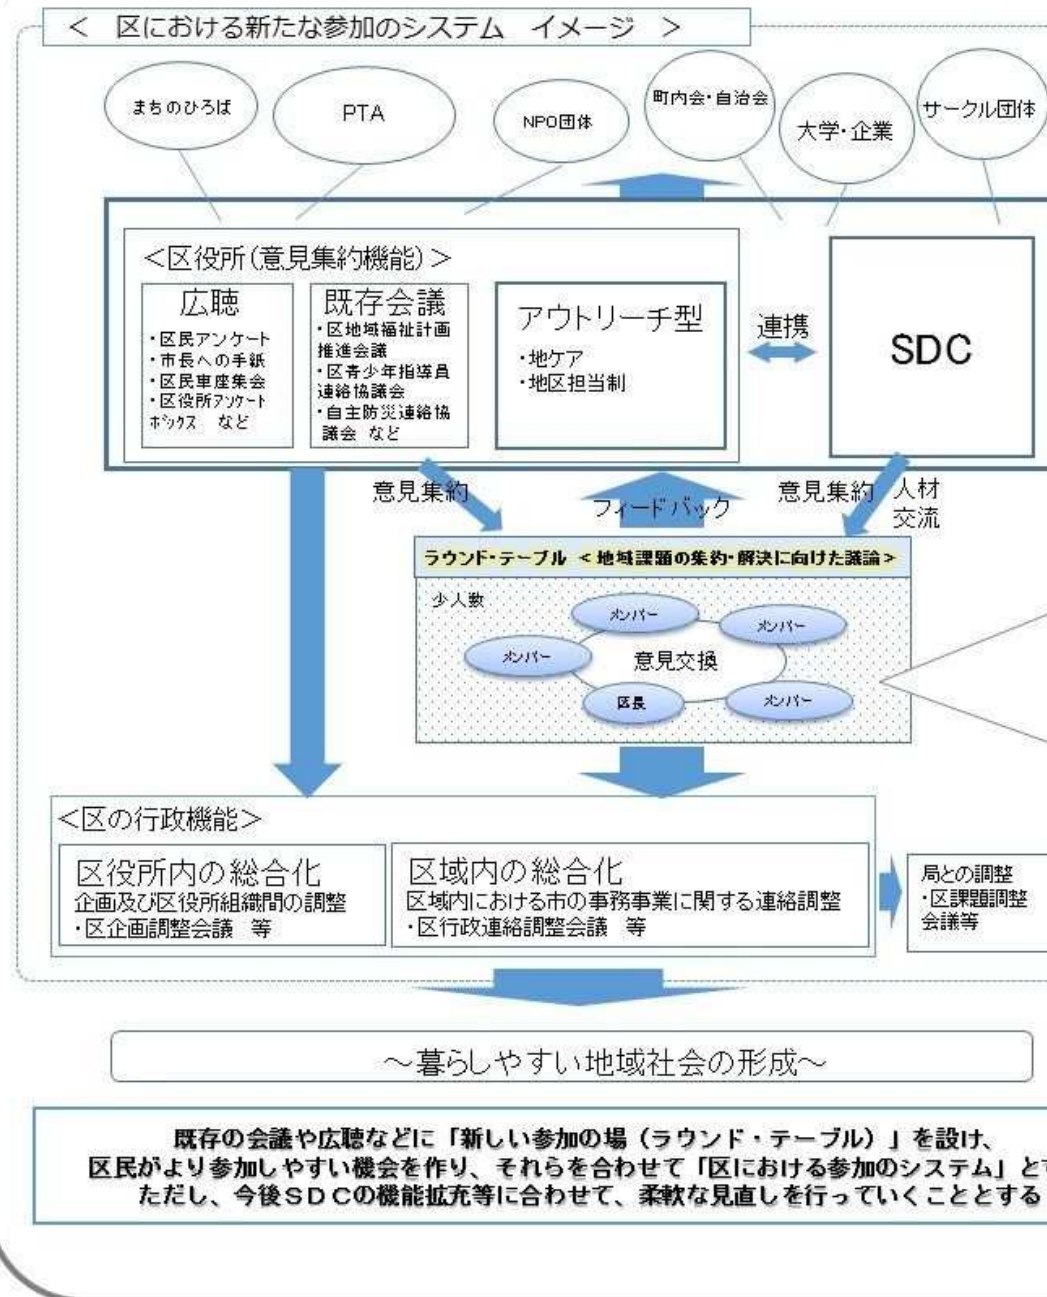 ＜　区における新たな参加のシステム　イメージ　＞
まちのひろば
PTA
NPO団体
町内会・自治会
大学・企業
サークル団体
＜区役所(意見集約機能)＞
広聴
・区民アンケート
・市長への手紙
・区民車座集会
・区役所アンケート
ボックス　など
既存会議
・区地域福祉計画
推進会議
・区青少年指導員
連絡協議会
・自主防災連絡協
議会 など
アウトリーチ型
・地ケア
・地区担当制
連携
SDC
意見集約
フィードバック
意見集約
人材
交流
ラウンド・テーブル ＜地域課題の集約・解決に向けた議論＞
少人数
メンバー
メンバー
メンバー
意見交換
区長
メンバー
＜区の行政機能＞
区役所内の総合化
企画及び区役所組織間の調整
・区企画調整会議　等
区域内の総合化
区域内における市の事務事業に関する連絡調整
・区行政連絡調整会議　等
局との調整
・区課題調整
会議等
～暮らしやすい地域社会の形成～
既存の会議や広聴などに「新しい参加の場（ラウンド・テーブル）」を設け、
区民がより参加しやすい機会を作り、それらを合わせて「区における参加のシステム」と
ただし、今後ＳＤＣの機能拡充等に合わせて、柔軟な見直しを行っていくこととする